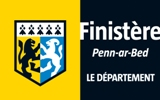 Finistère
Penn-ar-Bed
LE DÉPARTEMENT